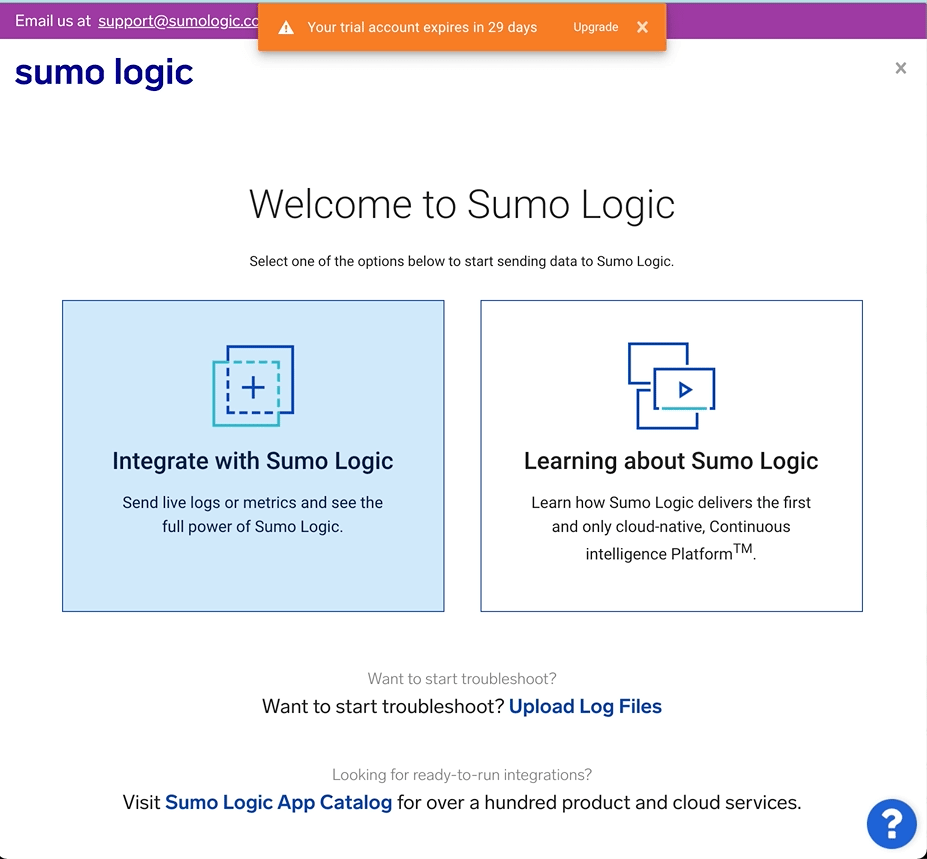 Email us at support@sumologic.co
Your trial account expires in 29 days Upgrade
sumo logic
Welcome to Sumo Logic
Select one of the options below to start sending data to Sumo Logic.
Integrate with Sumo Logic
Send live logs or metrics and see the
full power of Sumo Logic.
Learning about Sumo Logic
Learn how Sumo Logic delivers the first
and only cloud-native, Continuous
intelligence Platform™.
Want to start troubleshoot?
Want to start troubleshoot? Upload Log Files
Looking for ready-to-run integrations?
Visit Sumo Logic App Catalog for over a hundred product and cloud services.
?